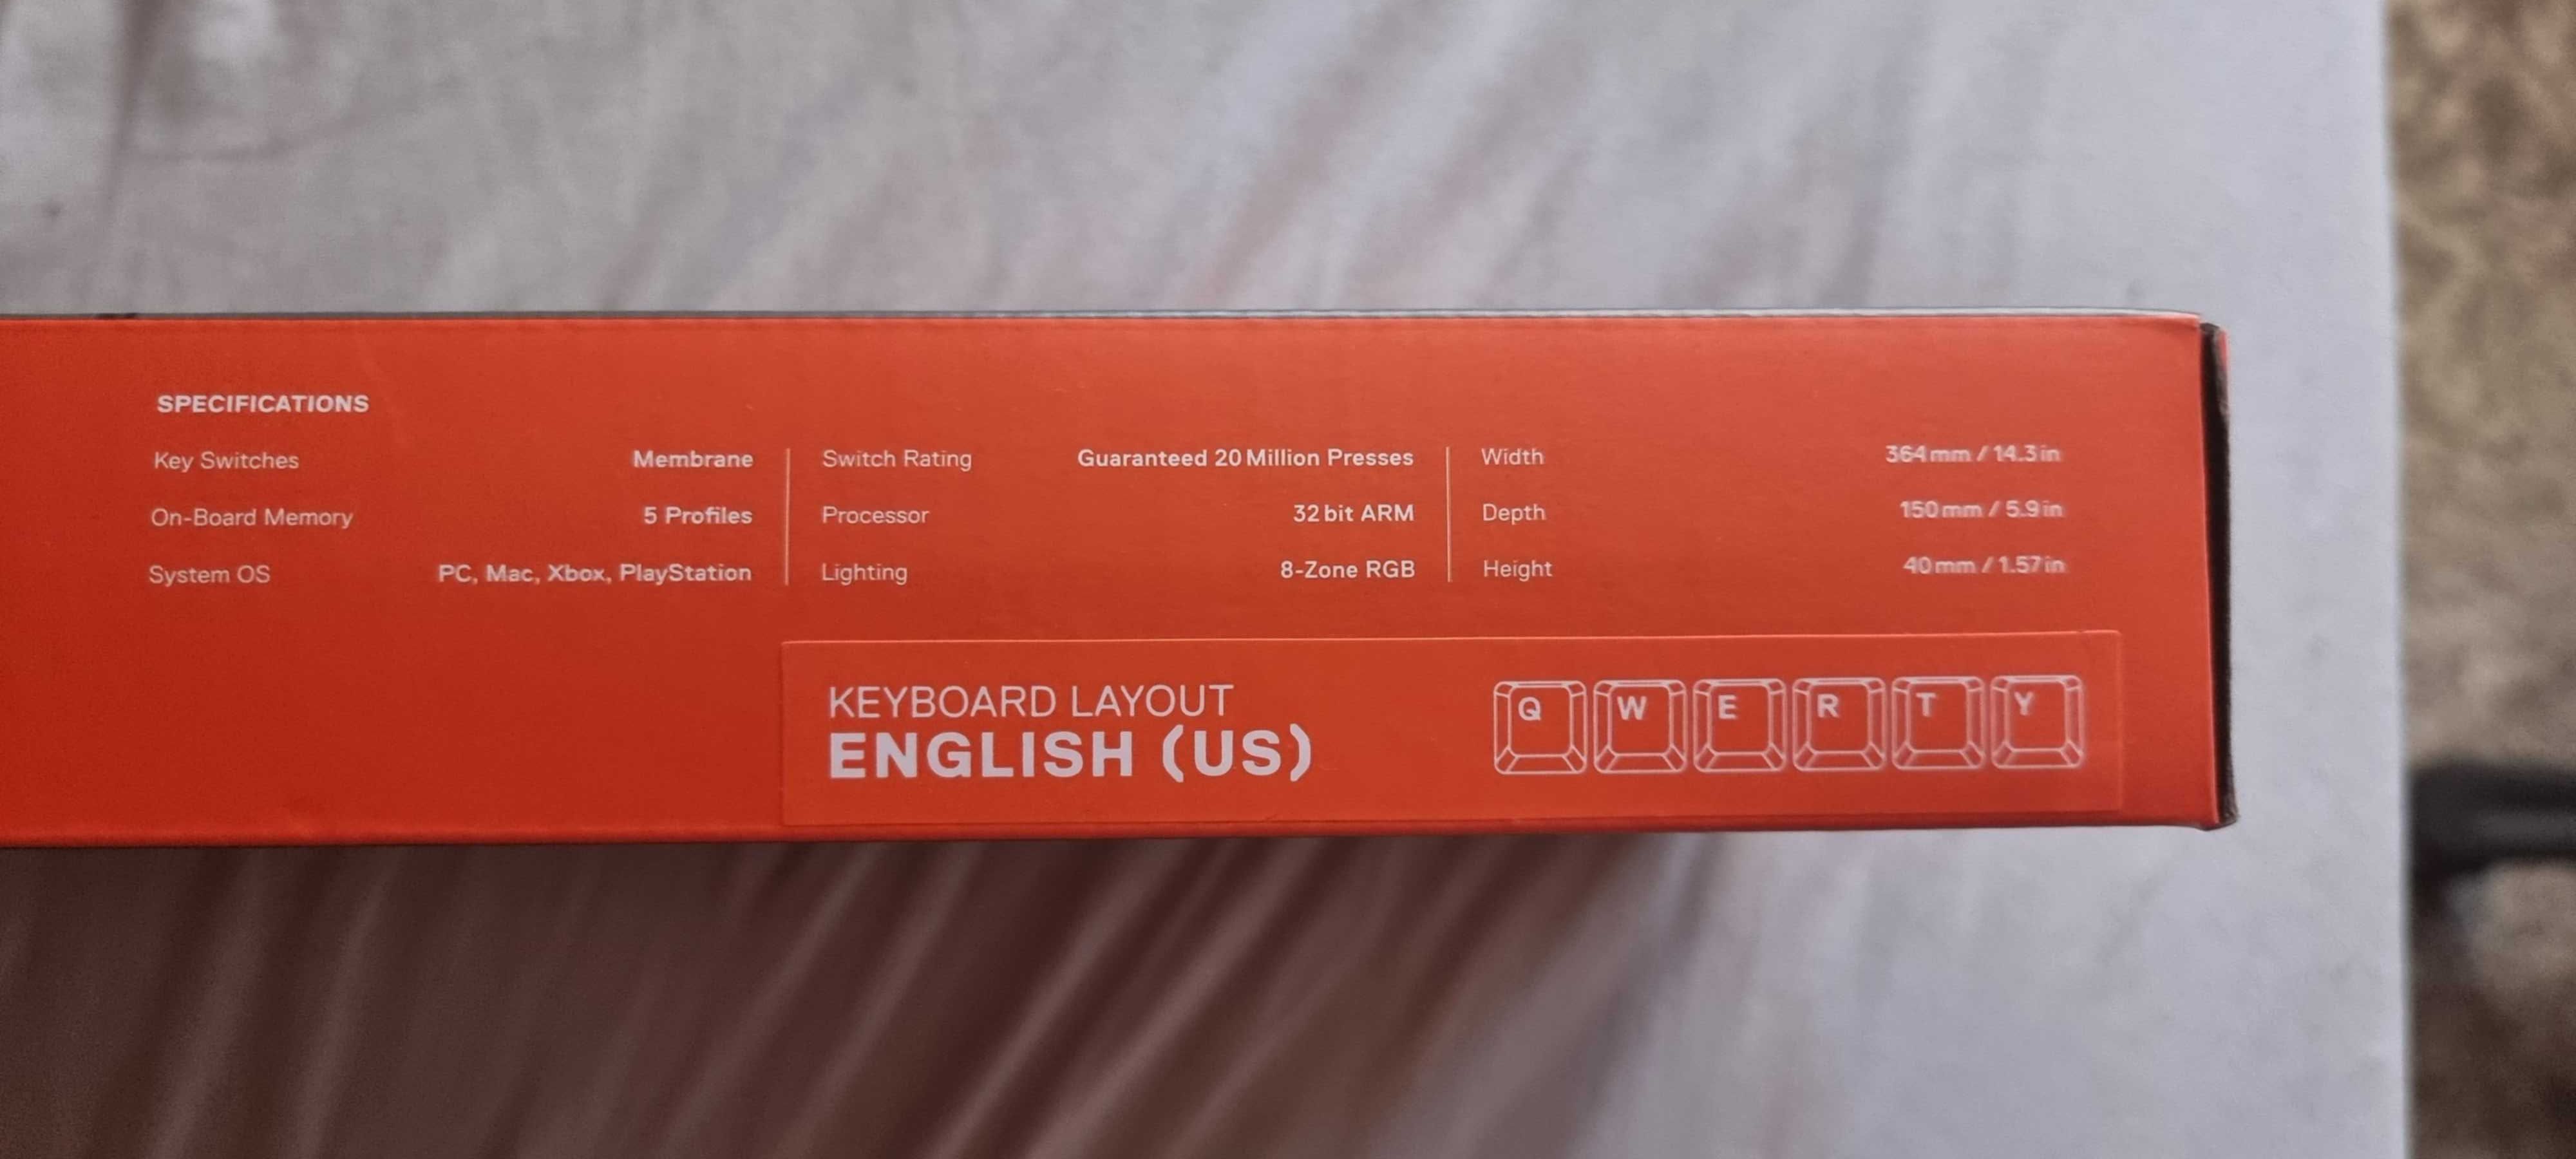 SPECIFICATIONS
Key Switches Membrane
On-Board Memory 5 Profiles
System OS PC, Mac, Xbox, PlayStation
Switch Rating Guaranteed 20 Million Presses
Processor 32 bit ARM
Lighting 8-Zone RGB
Width 364 mm / 14.3 in
Depth 150 mm / 5.9 in
Height 40 mm / 1.57 in
KEYBOARD LAYOUT
ENGLISH (US)
Q W E R T Y